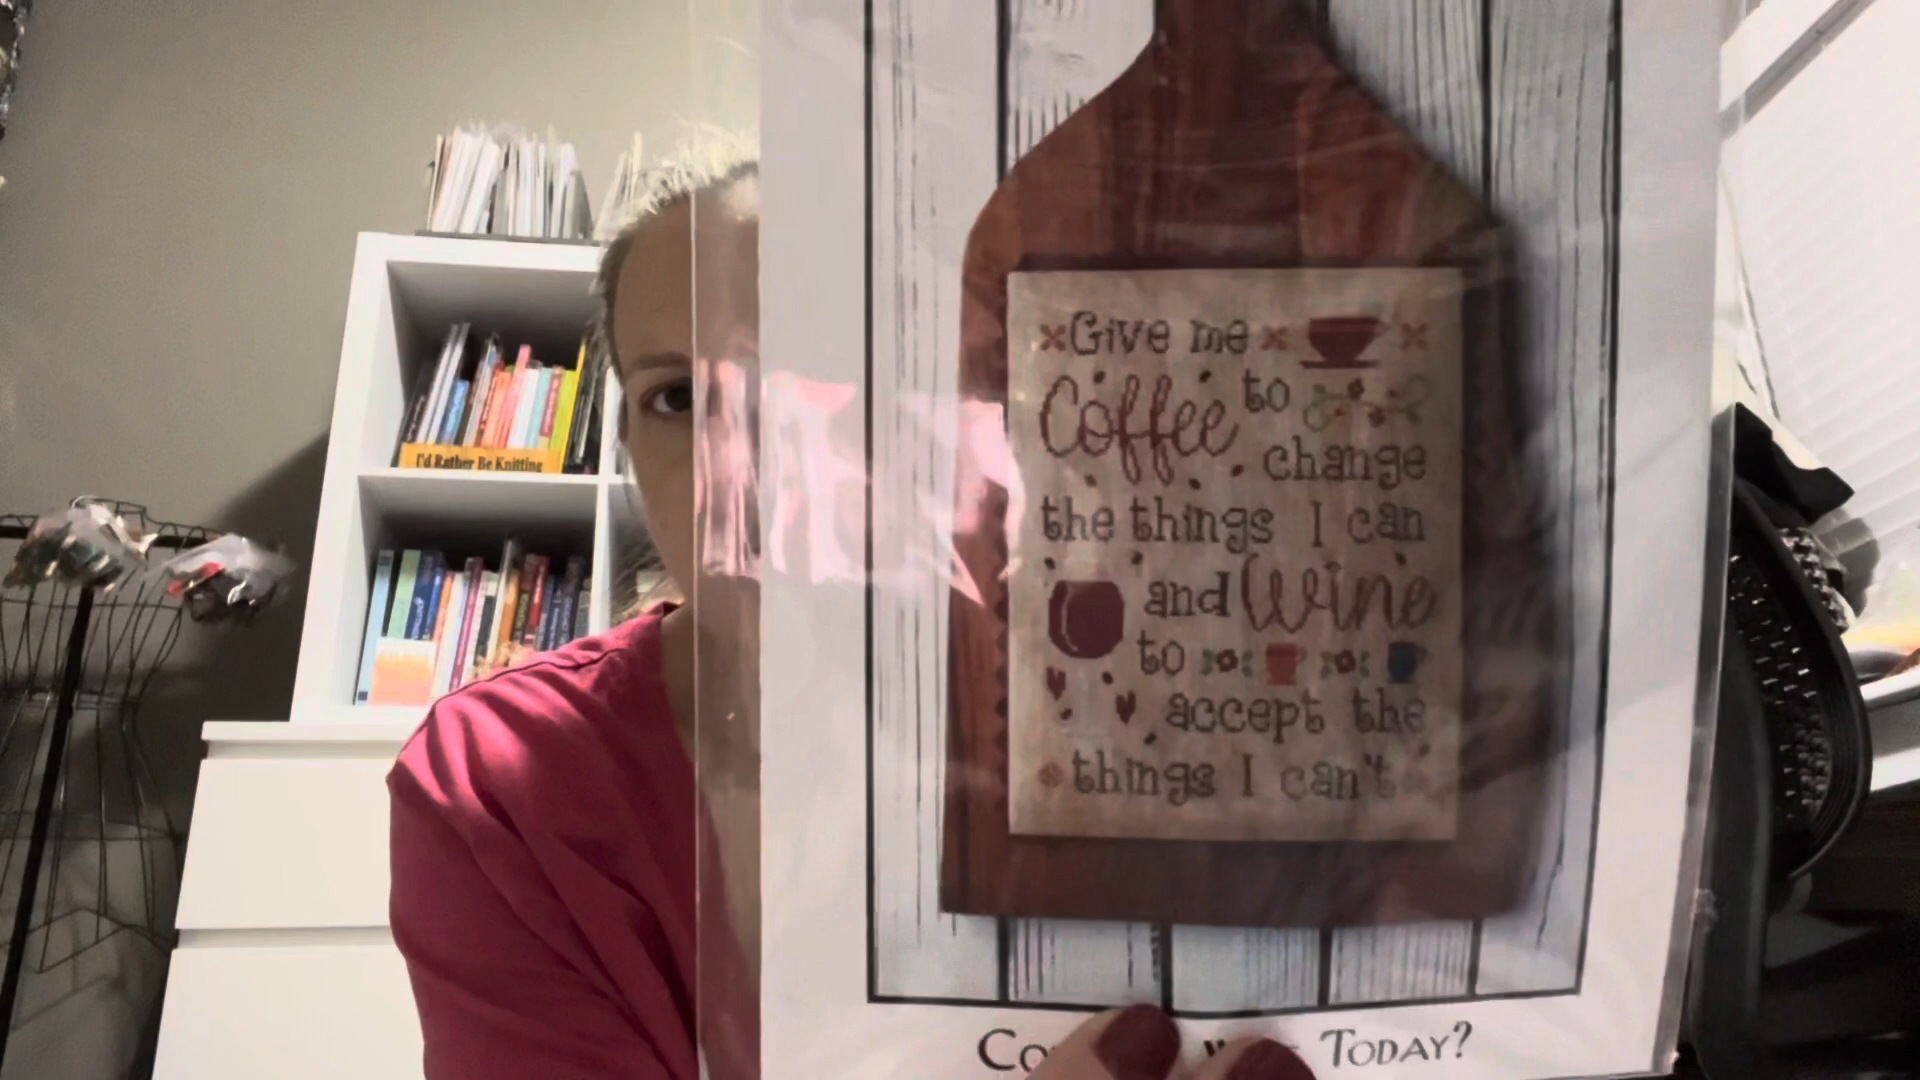 I'd Rather Be Knitting
Give me
Coffee to
change
the things I can
and Wine
to
accept the
things I can't
Today?